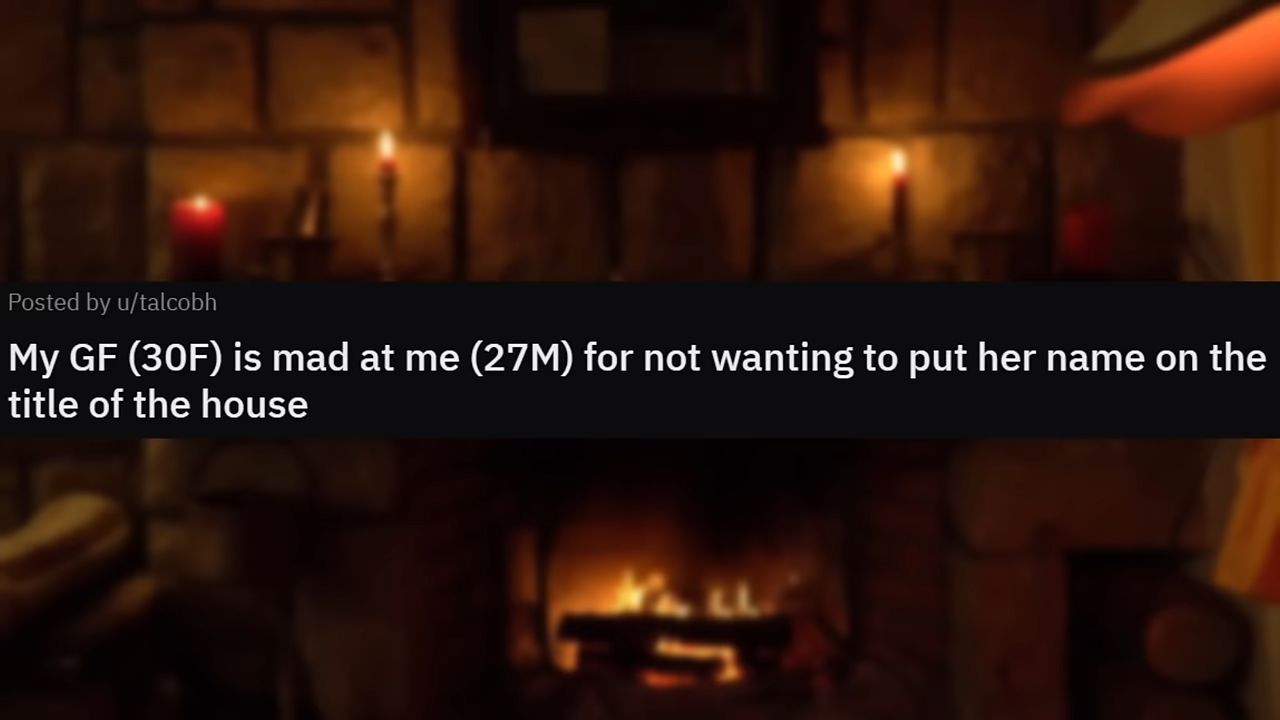 Posted by u/talcobh
My GF (30F) is mad at me (27M) for not wanting to put her name on the
title of the house